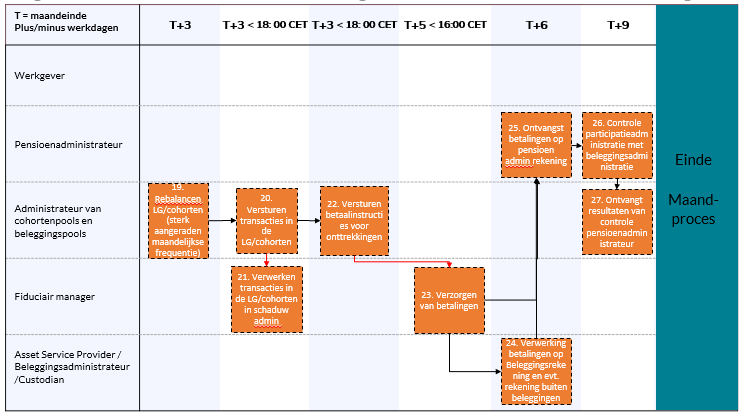 T = maandeinde
Plus/minus werkdagen
T+3
T+3 < 18: 00 CET
T+3 < 18: 00 CET
T+5 < 16:00 CET
T+6
T+9
Werkgever
Pensioenadministrateur
25. Ontvangst
betalingen op
pensioen
admin rekening
26. Controle
participatieadm
inistratie met
beleggingsadmi
nistratie
Einde
Maand-
proces
Administrateur van
cohortenpools en
beleggingspools
19.
Rebalancen
LG/cohorten
(sterk
aangeraden
maandelijkse
frequentie)
20.
Versturen
transacties in
de
LG/cohorten
22. Versturen
betaalinstructi
es voor
onttrekkingen
27. Ontvangt
resultaten van
controle
pensioenadmin
istrateur
Fiduciair manager
21. Verwerken
transacties in
de LG/cohorten
in schaduw
admin
23. Verzorgen
van betalingen
Asset Service Provider /
Beleggingsadministrateur
/Custodian
24. Verwerking
betalingen op
Beleggingsreke
ning en evt.
rekening buiten
beleggingen